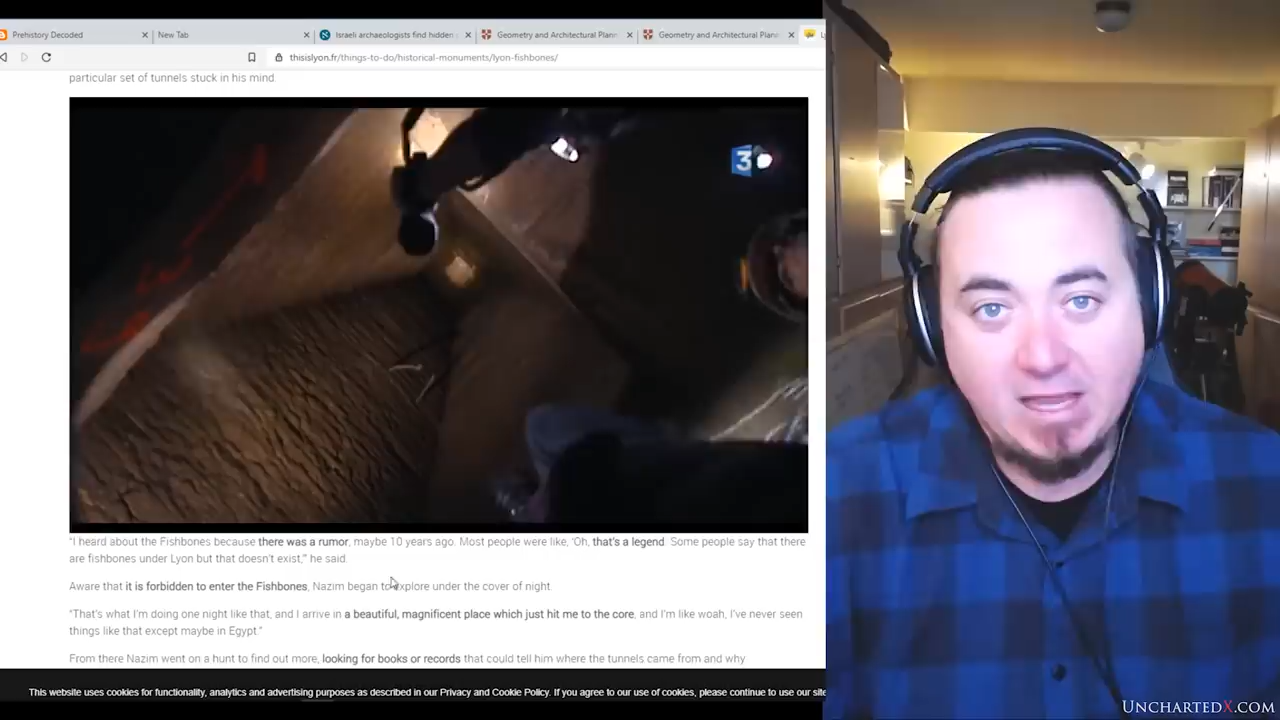 Prehistory Decoded
New Tab
Israeli archaeologists find hidden
Geometry and Architectural Plann
Geometry and Architectural Plann
thisislyon.fr/things-to-do/historical-monuments/lyon-fishbones/
particular set of tunnels stuck in his mind.
3
"I heard about the Fishbones because there was a rumor, maybe 10 years ago. Most people were like, 'Oh, that's a legend. Some people say that there
are fishbones under Lyon but that doesn't exist,'" he said.
Aware that it is forbidden to enter the Fishbones, Nazim began to explore under the cover of night.
"That's what I'm doing one night like that, and I arrive in a beautiful, magnificent place which just hit me to the core, and I'm like woah, I've never seen
things like that except maybe in Egypt."
From there Nazim went on a hunt to find out more, looking for books or records that could tell him where the tunnels came from and why
This website uses cookies for functionality, analytics and advertising purposes as described in our Privacy and Cookie Policy. If you agree to our use of cookies, please continue to use our site
UnchartedX.com